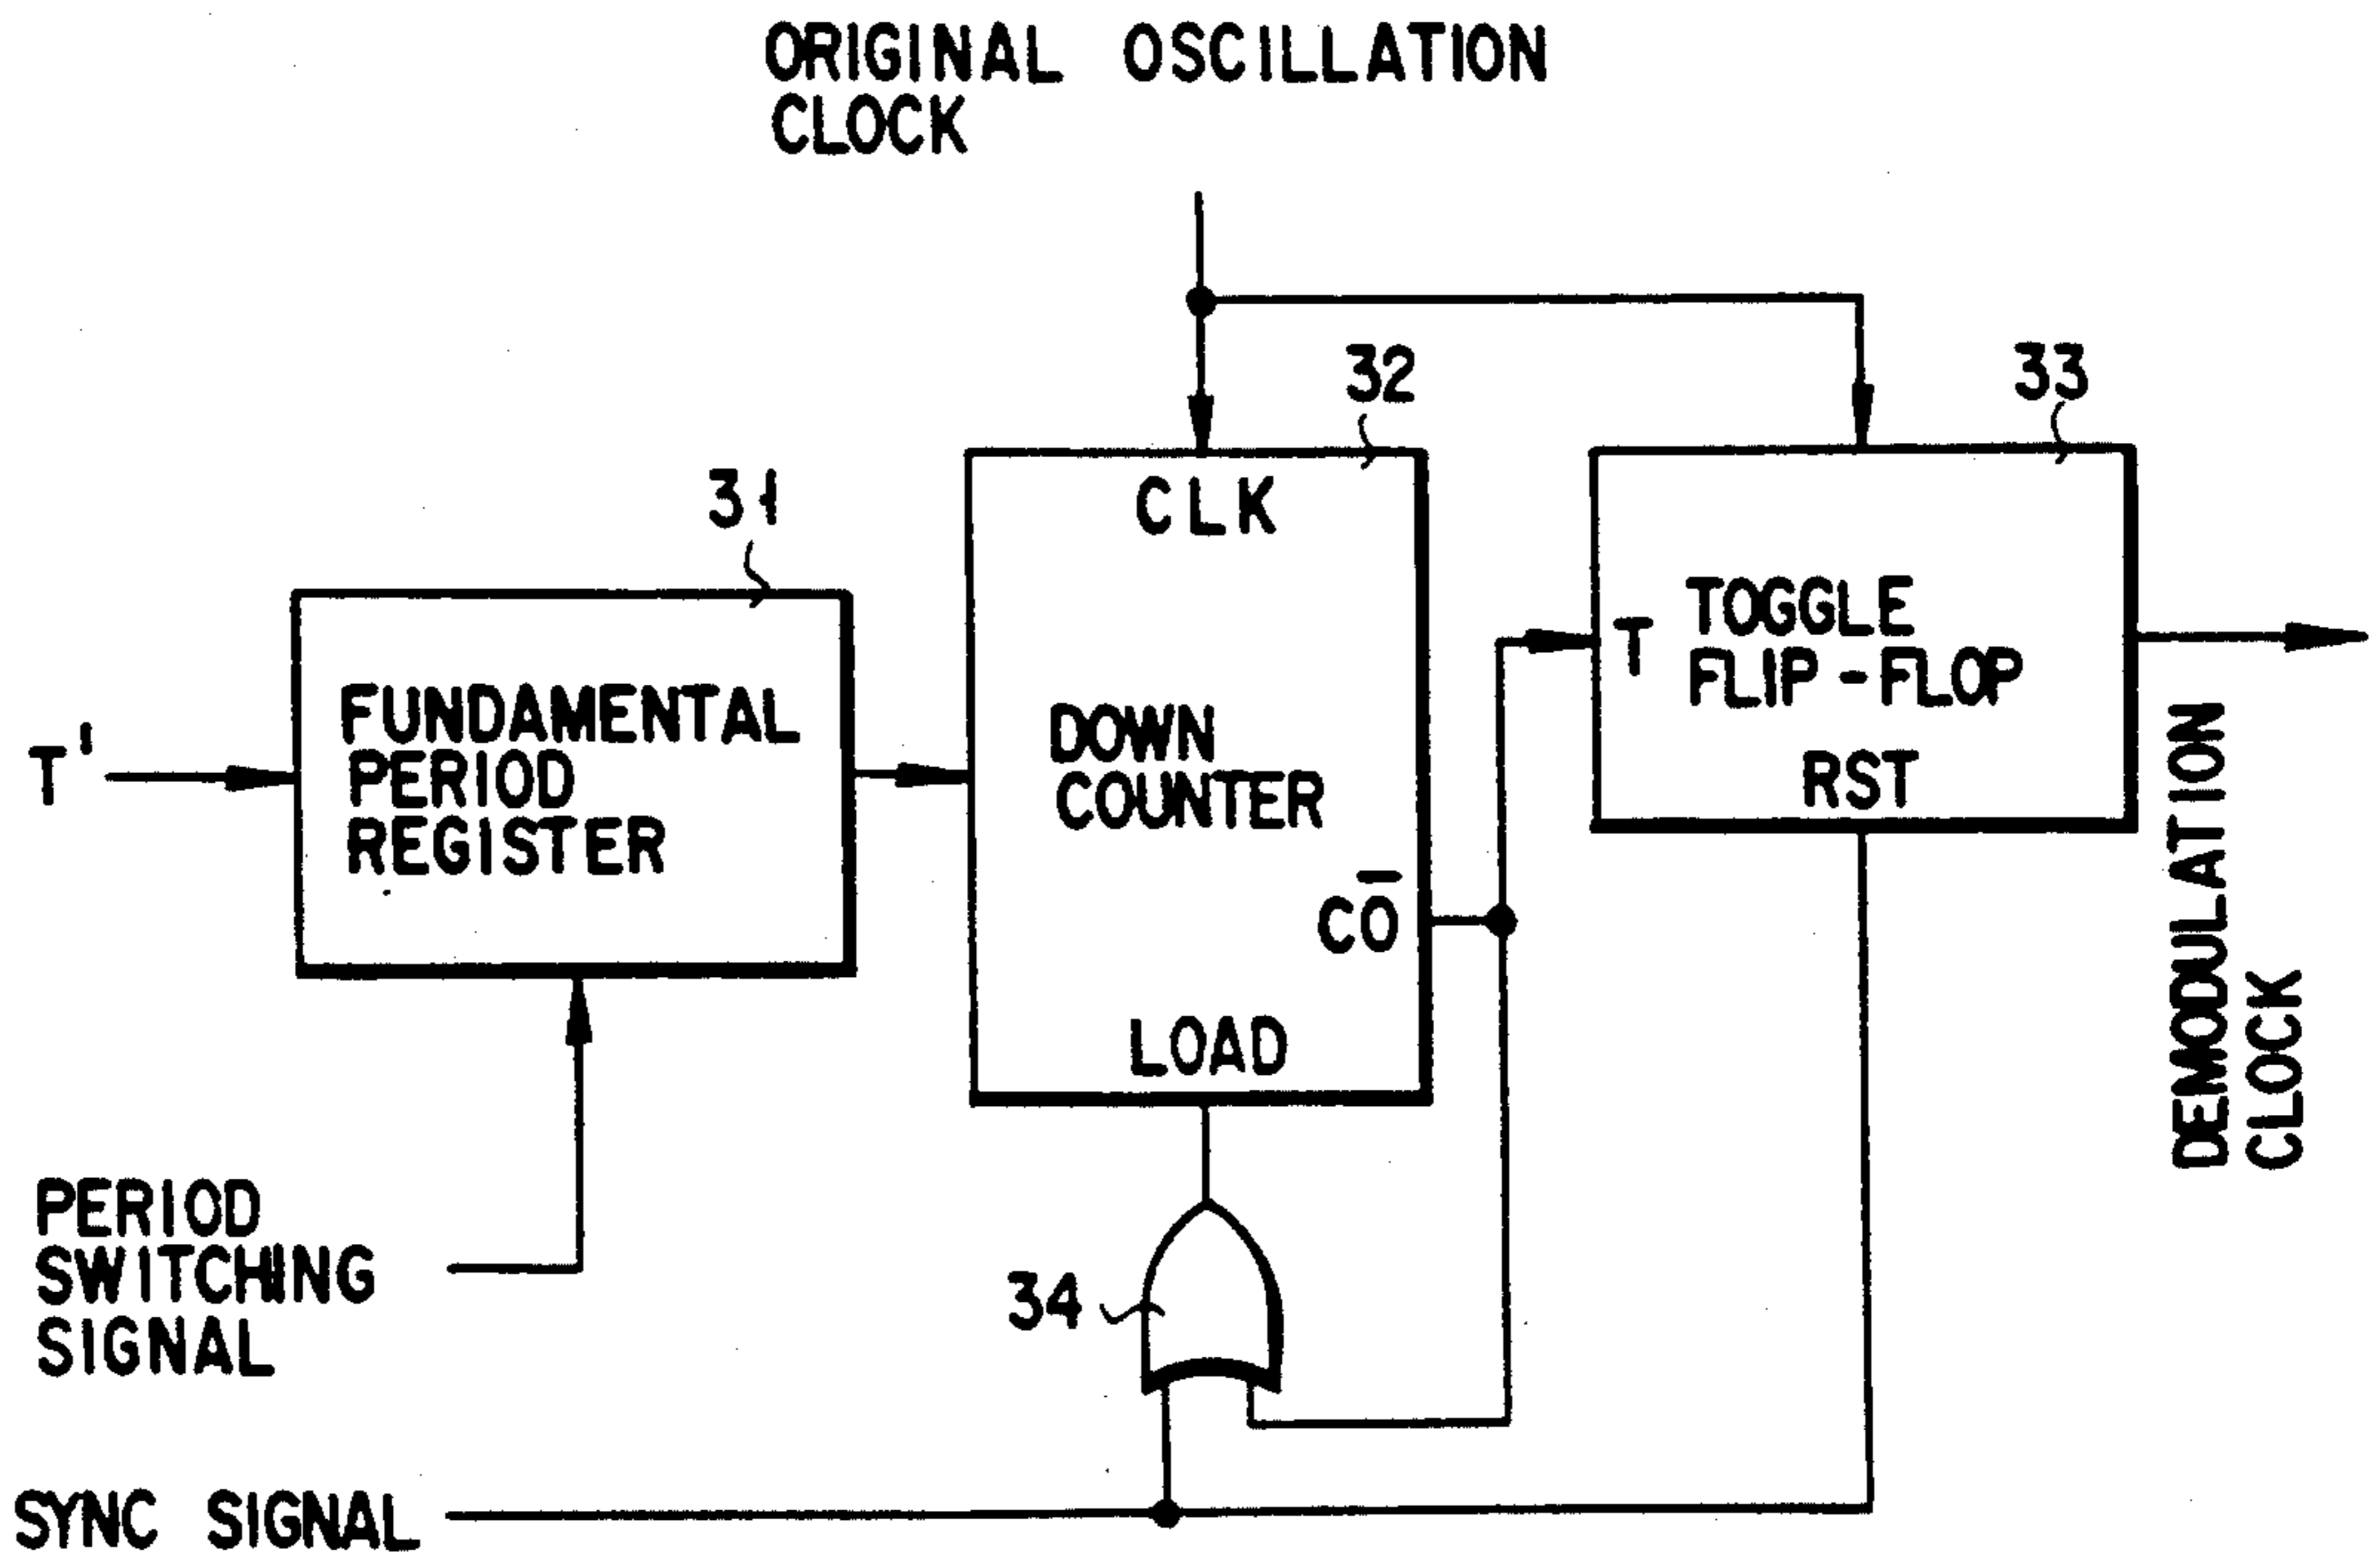 ORIGINAL OSCILLATION
CLOCK
32
33
31
CLK
T
TOGGLE
FLIP-FLOP
RST
T'
FUNDAMENTAL
PERIOD
REGISTER
DOWN
COUNTER
CO̅
LOAD
DEMODULATION
CLOCK
PERIOD
SWITCHING
SIGNAL
34
SYNC SIGNAL